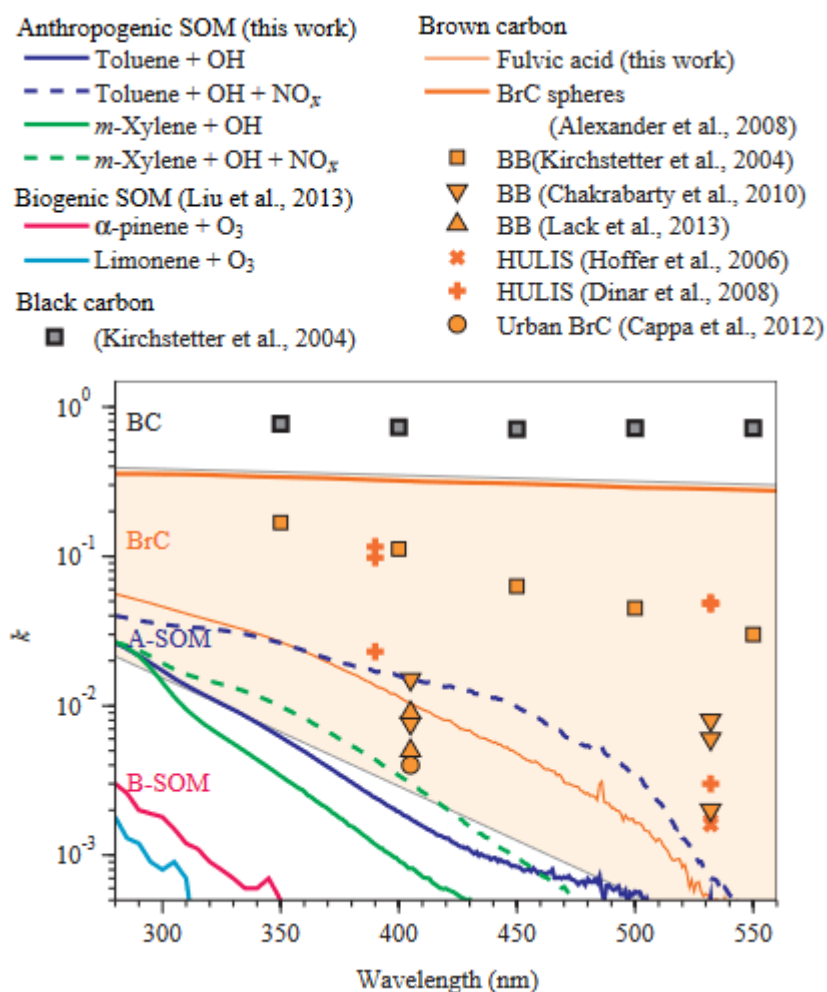 Anthropogenic SOM (this work)
Toluene + OH
Toluene + OH + NOx
m-Xylene + OH
m-Xylene + OH + NOx
Biogenic SOM (Liu et al., 2013)
α-pinene + O3
Limonene + O3
Black carbon
(Kirchstetter et al., 2004)
Brown carbon
Fulvic acid (this work)
BrC spheres
(Alexander et al., 2008)
BB(Kirchstetter et al., 2004)
BB (Chakrabarty et al., 2010)
BB (Lack et al., 2013)
HULIS (Hoffer et al., 2006)
HULIS (Dinar et al., 2008)
Urban BrC (Cappa et al., 2012)
10^0
BC
10^-1
BrC
k
A-SOM
10^-2
B-SOM
10^-3
300 350 400 450 500 550
Wavelength (nm)